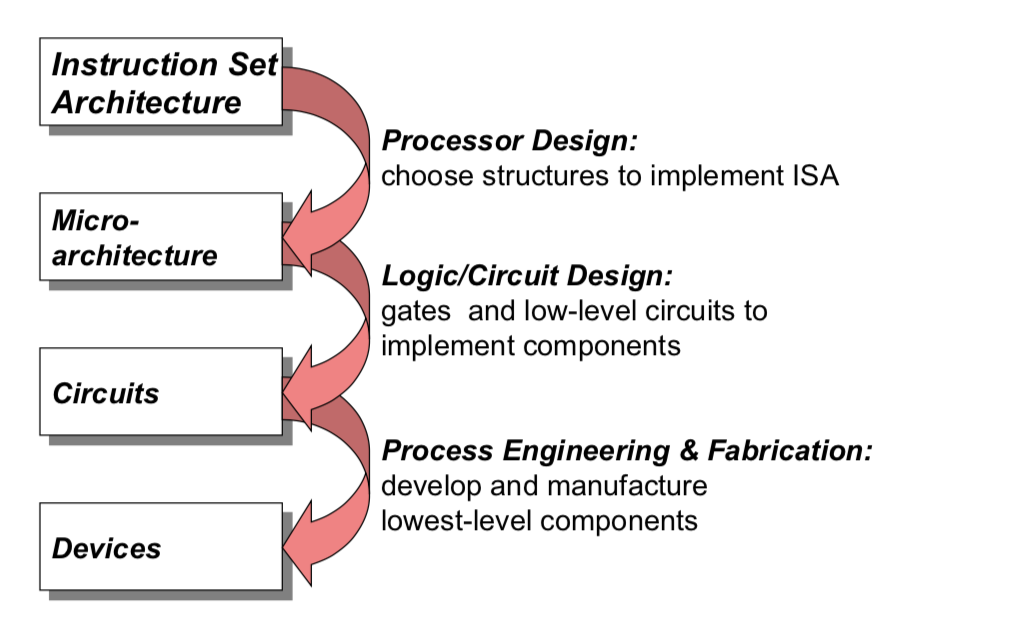 Instruction Set
Architecture
Processor Design:
choose structures to implement ISA
Micro-
architecture
Logic/Circuit Design:
gates  and low-level circuits to
implement components
Circuits
Process Engineering & Fabrication:
develop and manufacture
lowest-level components
Devices